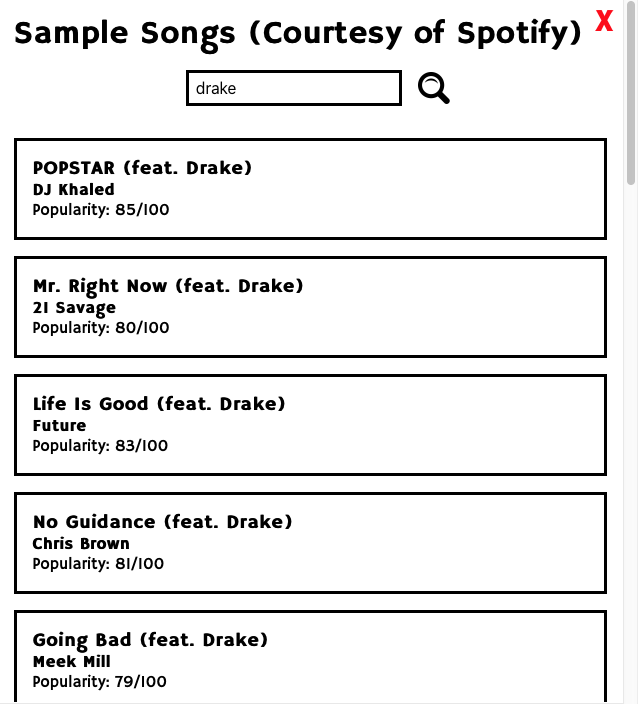 Sample Songs (Courtesy of Spotify)
X
drake
POPSTAR (feat. Drake)
DJ Khaled
Popularity: 85/100
Mr. Right Now (feat. Drake)
21 Savage
Popularity: 80/100
Life Is Good (feat. Drake)
Future
Popularity: 83/100
No Guidance (feat. Drake)
Chris Brown
Popularity: 81/100
Going Bad (feat. Drake)
Meek Mill
Popularity: 79/100